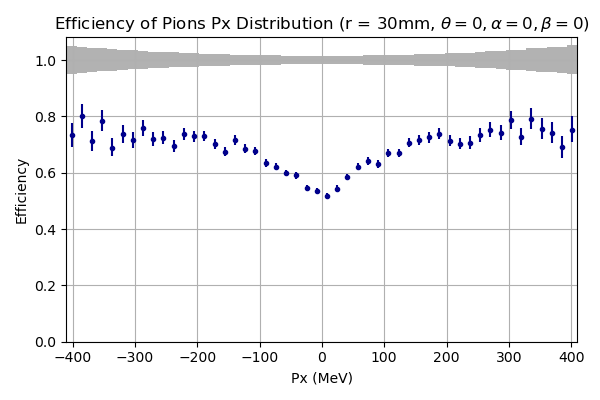 Efficiency of Pions Px Distribution (r = 30mm, θ = 0, α = 0, β = 0)
1.0
0.8
0.6
0.4
0.2
0.0
Efficiency
−400 −300 −200 −100 0 100 200 300 400
Px (MeV)